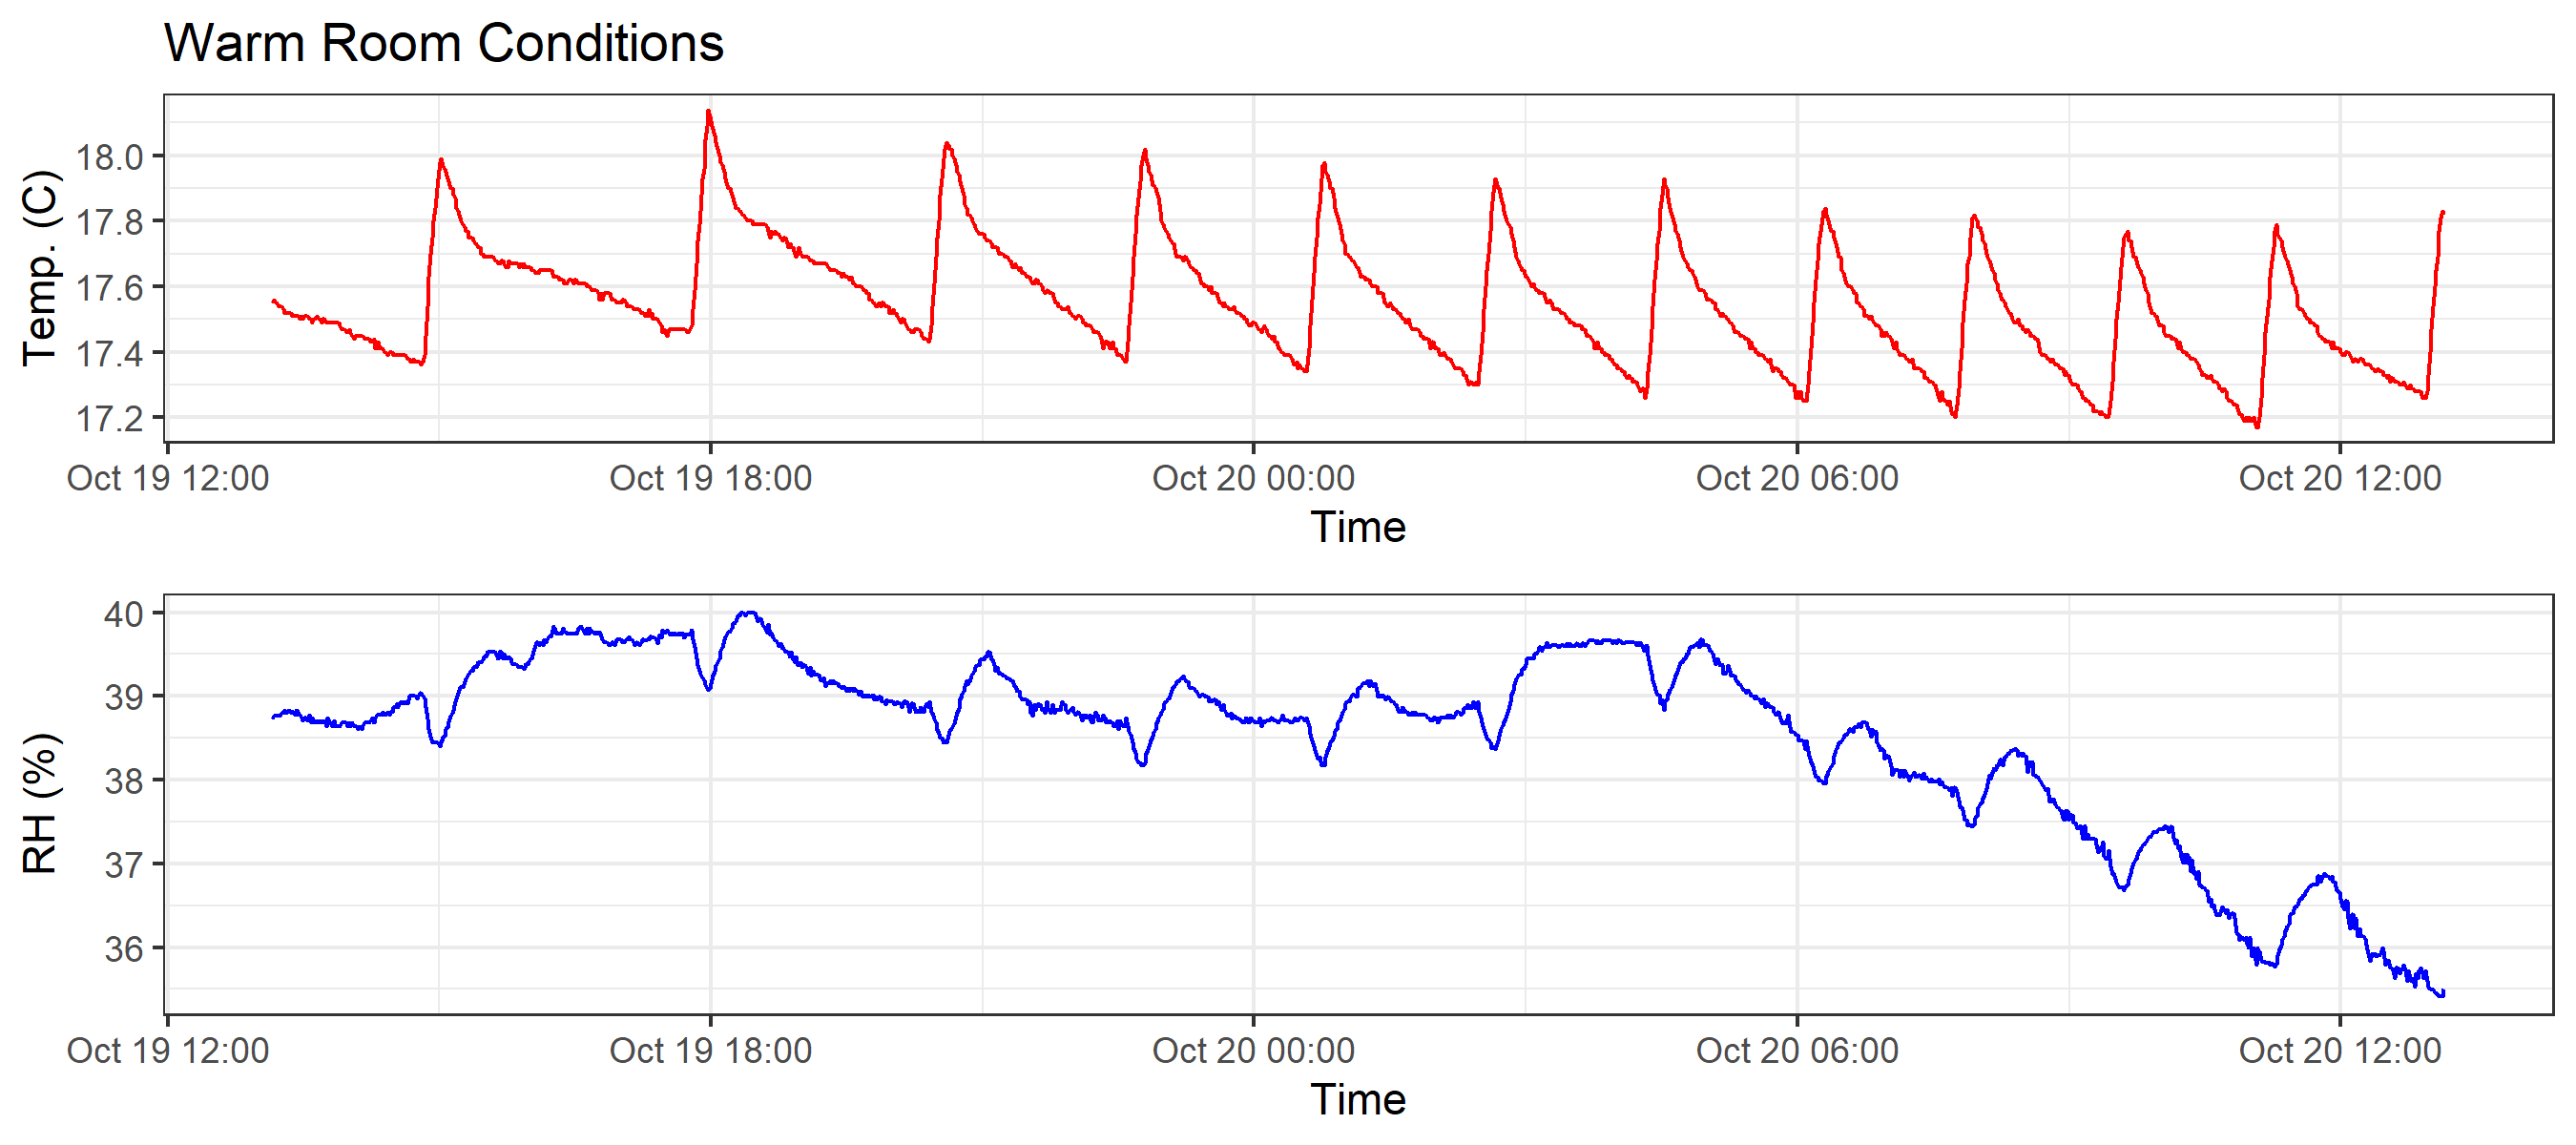 Warm Room Conditions
Temp. (C)
18.0
17.8
17.6
17.4
17.2
Oct 19 12:00 Oct 19 18:00 Oct 20 00:00 Oct 20 06:00 Oct 20 12:00
Time
RH (%)
40
39
38
37
36
Oct 19 12:00 Oct 19 18:00 Oct 20 00:00 Oct 20 06:00 Oct 20 12:00
Time